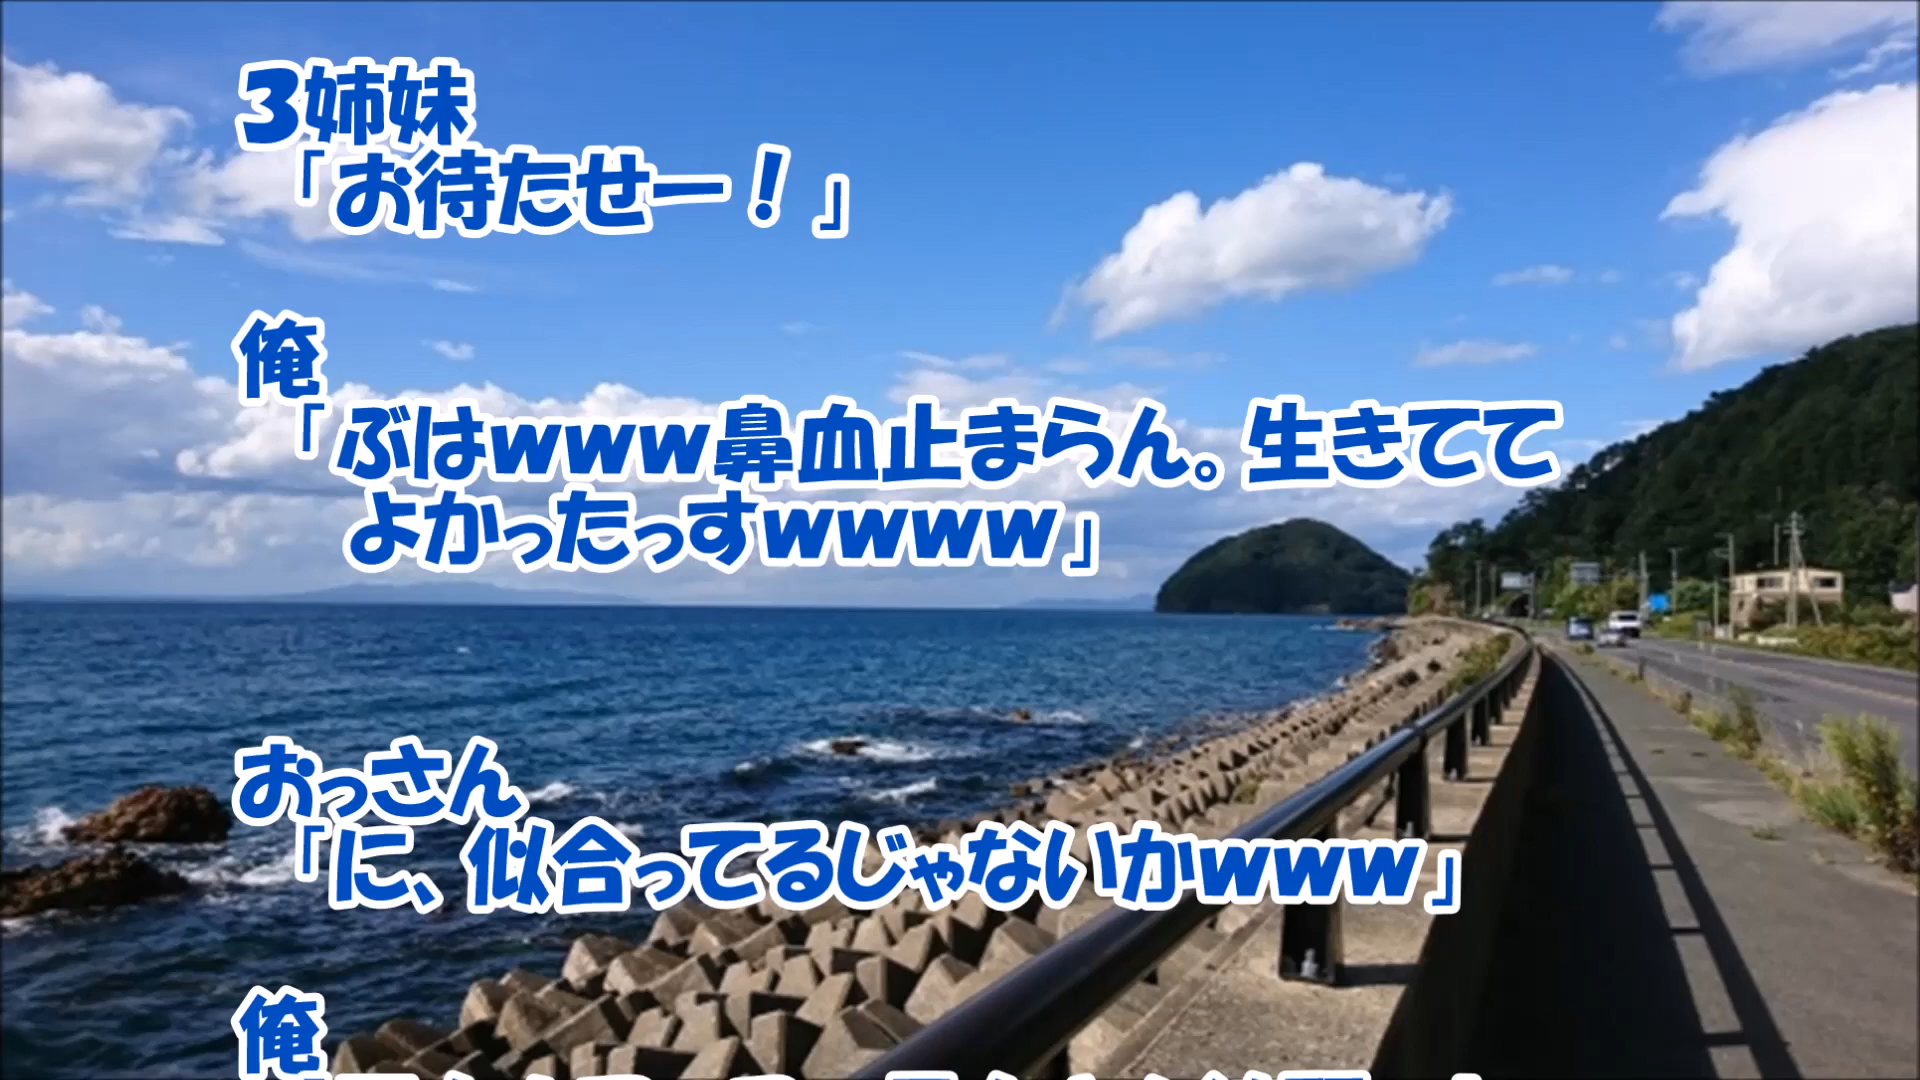 3姉妹
「お待たせー！」
俺
「ぶはwww鼻血止まらん。生きてて
よかったっすwwww」
おっさん
「に、似合ってるじゃないかwww」
俺